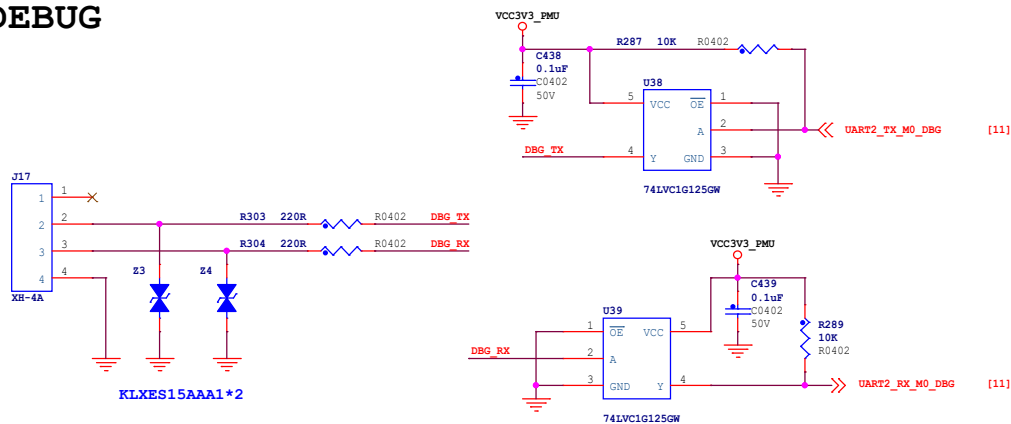 DEBUG
VCC3V3_PMU
R287 10K R0402
C438
0.1uF
C0402
50V
U38
5 VCC OE 1
A 2
UART2_TX_M0_DBG [11]
DBG_TX
4 Y GND 3
74LVC1G125GW
J17
1 1
2 2
R303 220R R0402 DBG_TX
3 3
R304 220R R0402 DBG_RX
4 4
XH-4A
Z3 Z4
KLXES15AAA1*2
VCC3V3_PMU
C439
0.1uF
C0402
50V
U39
1 OE VCC 5
R289
10K
R0402
DBG_RX
2 A
3 GND Y 4
UART2_RX_M0_DBG [11]
74LVC1G125GW